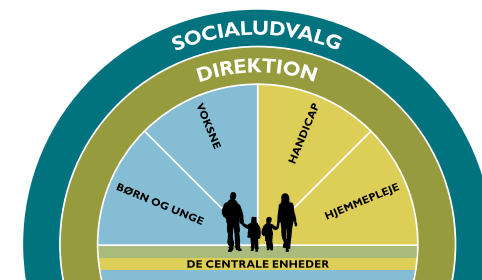 SOCIALUDVALG
DIREKTION
VOKSNE
HANDICAP
BØRN OG UNGE
HJEMMEPLEJE
DE CENTRALE ENHEDER